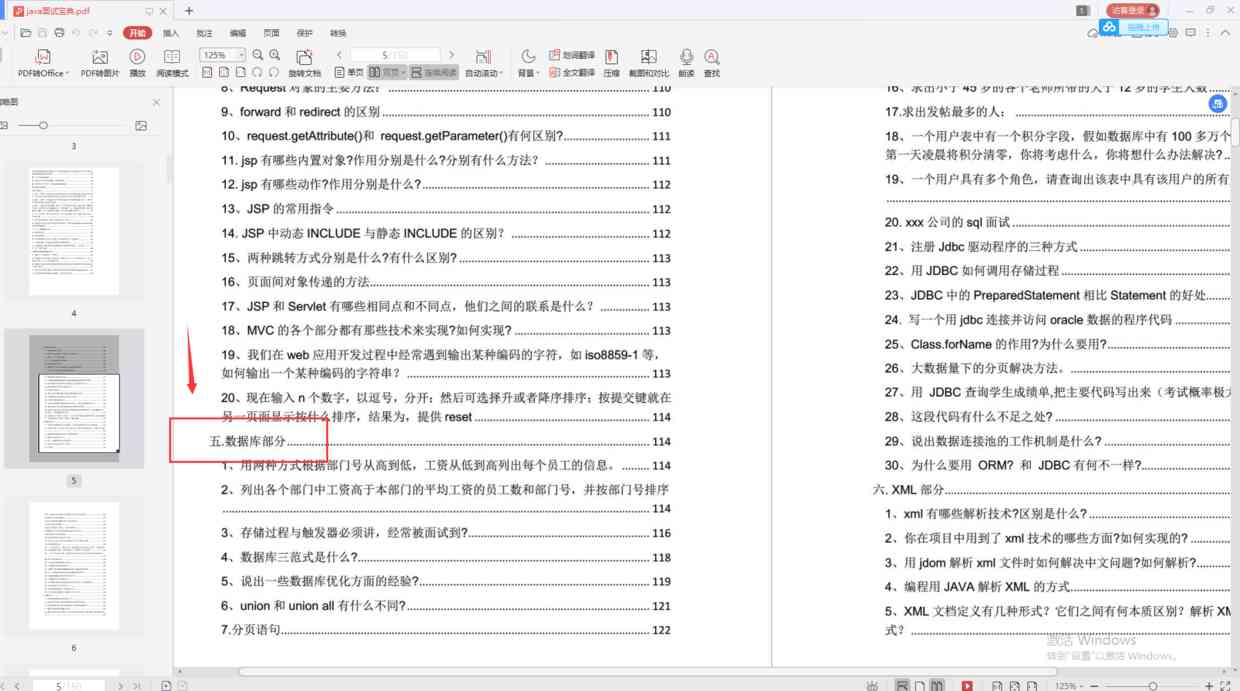 java面试宝典.pdf
1
访客登录
拖拽上传
开始 插入 批注 编辑 页面 保护 转换
PDF转Office
PDF转图片
播放
阅读模式
125%
旋转文档
5
单页
双页
连续阅读
自动滚动
背景
划词翻译
全文翻译
压缩
截图和对比
朗读
查找
3
4
5
6
8、Request 对象的主要方法? 110
9、forward 和 redirect 的区别 110
10、request.getAttribute()和 request.getParameter()有何区别? 111
11. jsp 有哪些内置对象?作用分别是什么?分别有什么方法? 111
12. jsp 有哪些动作?作用分别是什么? 112
13、JSP 的常用指令 112
14. JSP 中动态 INCLUDE 与静态 INCLUDE 的区别? 112
15、两种跳转方式分别是什么?有什么区别? 113
16、页面间对象传递的方法 113
17、JSP 和 Servlet 有哪些相同点和不同点，他们之间的联系是什么? 113
18、MVC 的各个部分都有那些技术来实现?如何实现? 113
19、我们在 web 应用开发过程中经常遇到输出某种编码的字符，如 iso8859-1 等，
如何输出一个某种编码的字符串? 113
20、现在输入 n 个数字，以逗号，分开；然后可选择升或者降序排序；按提交键就在
另一页面显示按什么排序，结果为，提供 reset 114
五.数据库部分 114
1、用两种方式根据部门号从高到低，工资从低到高列出每个员工的信息。 114
2、列出各个部门中工资高于本部门的平均工资的员工数和部门号，并按部门号排序
114
3、存储过程与触发器必须讲，经常被面试到? 116
4、数据库三范式是什么? 118
5、说出一些数据库优化方面的经验? 119
6、union 和 union all 有什么不同? 121
7.分页语句 122
16、求出小于 45 岁的各个老师所带的大于 12 岁的学生人数
17.求出发帖最多的人：
18、一个用户表中有一个积分字段，假如数据库中有 100 多万个
第一天凌晨将积分清零，你将考虑什么，你将想什么办法解决?
19、一个用户具有多个角色，请查询出该表中具有该用户的所有
20. xxx 公司的 sql 面试
21、注册 Jdbc 驱动程序的三种方式
22、用 JDBC 如何调用存储过程
23、JDBC 中的 PreparedStatement 相比 Statement 的好处
24. 写一个用 jdbc 连接并访问 oracle 数据的程序代码
25、Class.forName 的作用?为什么要用?
26、大数据量下的分页解决方法。
27、用 JDBC 查询学生成绩单,把主要代码写出来（考试概率极大
28、这段代码有什么不足之处?
29、说出数据连接池的工作机制是什么?
30、为什么要用 ORM? 和 JDBC 有何不一样?
六. XML 部分
1、xml 有哪些解析技术?区别是什么?
2、你在项目中用到了 xml 技术的哪些方面?如何实现的?
3、用 jdom 解析 xml 文件时如何解决中文问题?如何解析?
4、编程用 JAVA 解析 XML 的方式
5、XML 文档定义有几种形式？它们之间有何本质区别？解析 XM
式？
激活 Windows
转到"设置"以激活 Windows。
5
125%